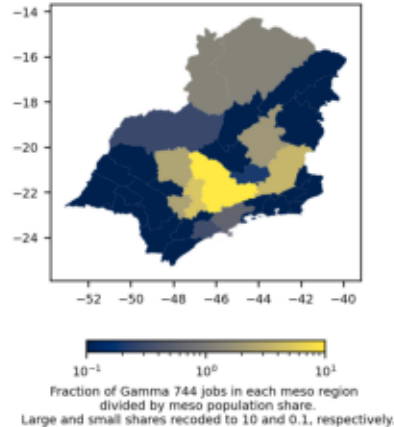 −14
−16
−18
−20
−22
−24
−52 −50 −48 −46 −44 −42 −40
10⁻¹ 10⁰ 10¹
Fraction of Gamma 744 jobs in each meso region
divided by meso population share.
Large and small shares recoded to 10 and 0.1, respectively.